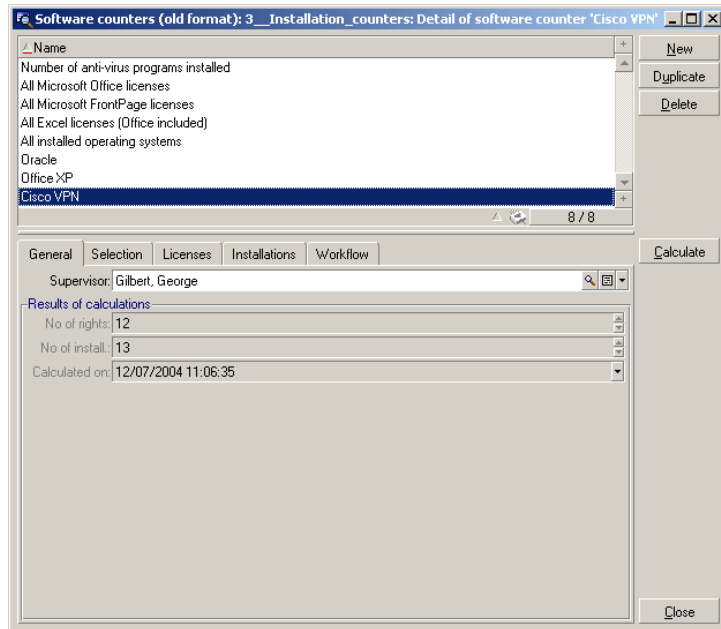 Software counters (old format): 3__Installation_counters: Detail of software counter 'Cisco VPN'
Name
New
Number of anti-virus programs installed
Duplicate
All Microsoft Office licenses
All Microsoft FrontPage licenses
Delete
All Excel licenses (Office included)
All installed operating systems
Oracle
Office XP
Cisco VPN
8 / 8
General Selection Licenses Installations Workflow
Calculate
Supervisor: Gilbert, George
Results of calculations
No of rights: 12
No of install.: 13
Calculated on: 12/07/2004 11:06:35
Close